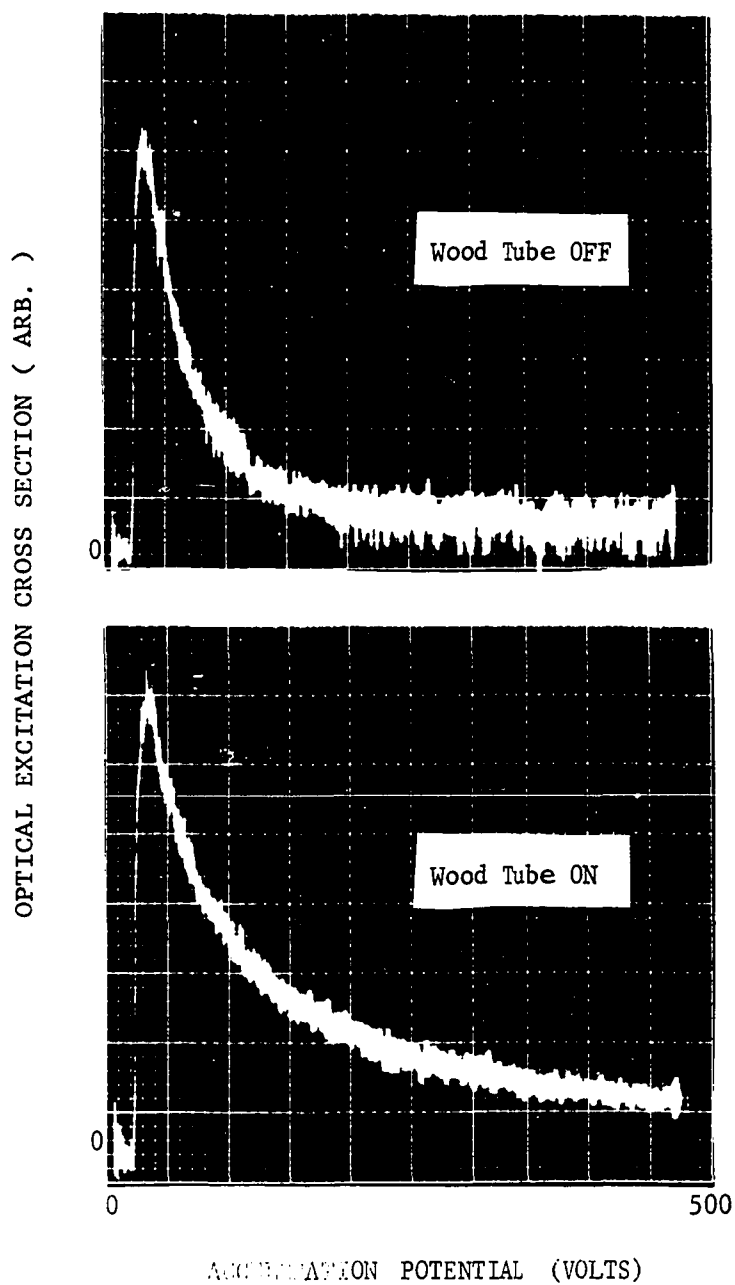 OPTICAL EXCITATION CROSS SECTION ( ARB. )
Wood Tube OFF
0
Wood Tube ON
0
0 500
POTENTIAL (VOLTS)